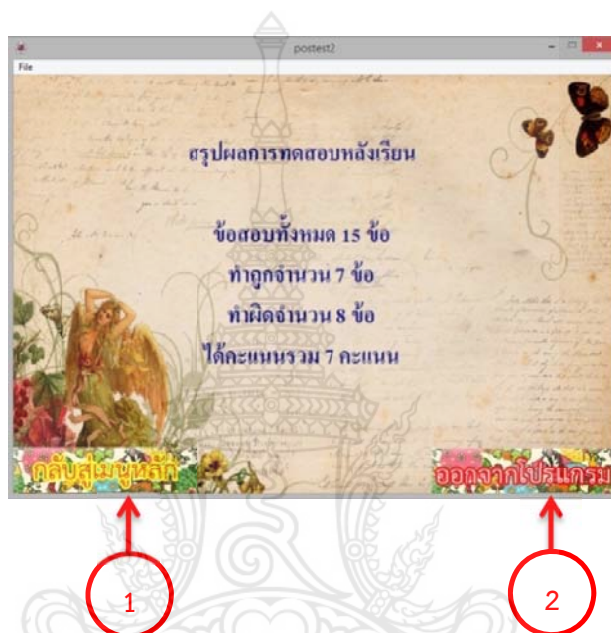 postest2
File
สรุปผลการทดสอบหลังเรียน
ข้อสอบทั้งหมด 15 ข้อ
ทำถูกจำนวน 7 ข้อ
ทำผิดจำนวน 8 ข้อ
ได้คะแนนรวม 7 คะแนน
กลับสู่เมนูหลัก
ออกจากโปรแกรม
1
2